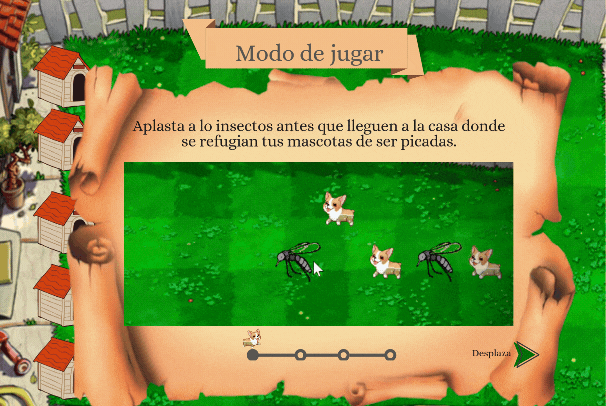 Modo de jugar
Aplasta a lo insectos antes que lleguen a la casa donde
se refugian tus mascotas de ser picadas.
Desplaza